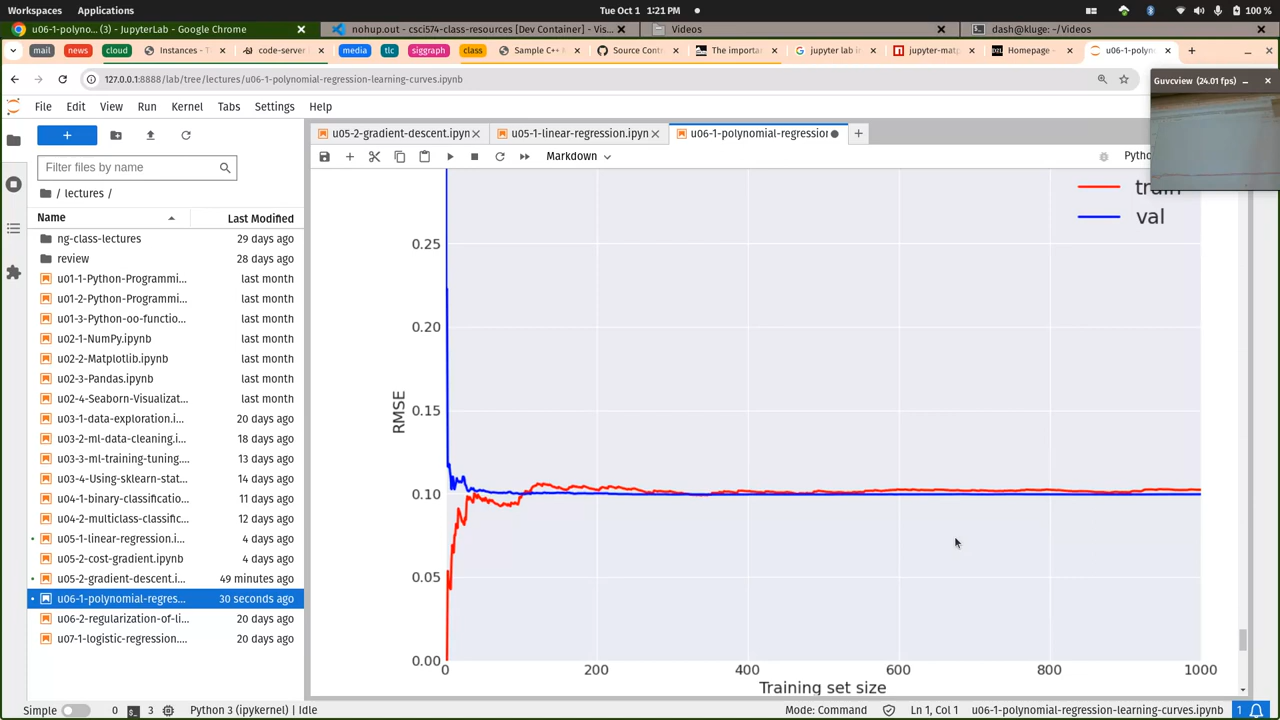 Workspaces Applications Tue Oct 1 1:21 PM 100 %
u06-1-polyno... (3) - JupyterLab - Google Chrome nohup.out - csci574-class-resources [Dev Container] - Vis... Videos dash@kluge: ~/Videos
mail news cloud Instances - T code-server media tlc siggraph class Sample C++ Source Cont The importa jupyter lab jupyter-mat Homepage - u06-1-pol
127.0.0.1:8888/lab/tree/lectures/u06-1-polynomial-regression-learning-curves.ipynb
Guvcview (24.01 fps)
File Edit View Run Kernel Tabs Settings Help
u05-2-gradient-descent.ipyn u05-1-linear-regression.ipyn u06-1-polynomial-regression
Markdown Pytho
Filter files by name
/ lectures /
Name Last Modified
ng-class-lectures 29 days ago
review 28 days ago
u01-1-Python-Programmi... last month
u01-2-Python-Programmi... last month
u01-3-Python-oo-functio... last month
u02-1-NumPy.ipynb last month
u02-2-Matplotlib.ipynb last month
u02-3-Pandas.ipynb last month
u02-4-Seaborn-Visualizat... last month
u03-1-data-exploration.i... 20 days ago
u03-2-ml-data-cleaning.i... 18 days ago
u03-3-ml-training-tuning.... 13 days ago
u03-4-Using-sklearn-stat... 14 days ago
u04-1-binary-classificatio... 11 days ago
u04-2-multiclass-classific... 12 days ago
u05-1-linear-regression.i... 4 days ago
u05-2-cost-gradient.ipynb 4 days ago
u05-2-gradient-descent.i... 49 minutes ago
u06-1-polynomial-regres... 30 seconds ago
u06-2-regularization-of-li... 20 days ago
u07-1-logistic-regression.... 20 days ago
train
val
0.25
0.20
0.15
0.10
0.05
0.00
RMSE
0 200 400 600 800 1000
Training set size
Simple 0 3 Python 3 (ipykernel) | Idle Mode: Command Ln 1, Col 1 u06-1-polynomial-regression-learning-curves.ipynb 1